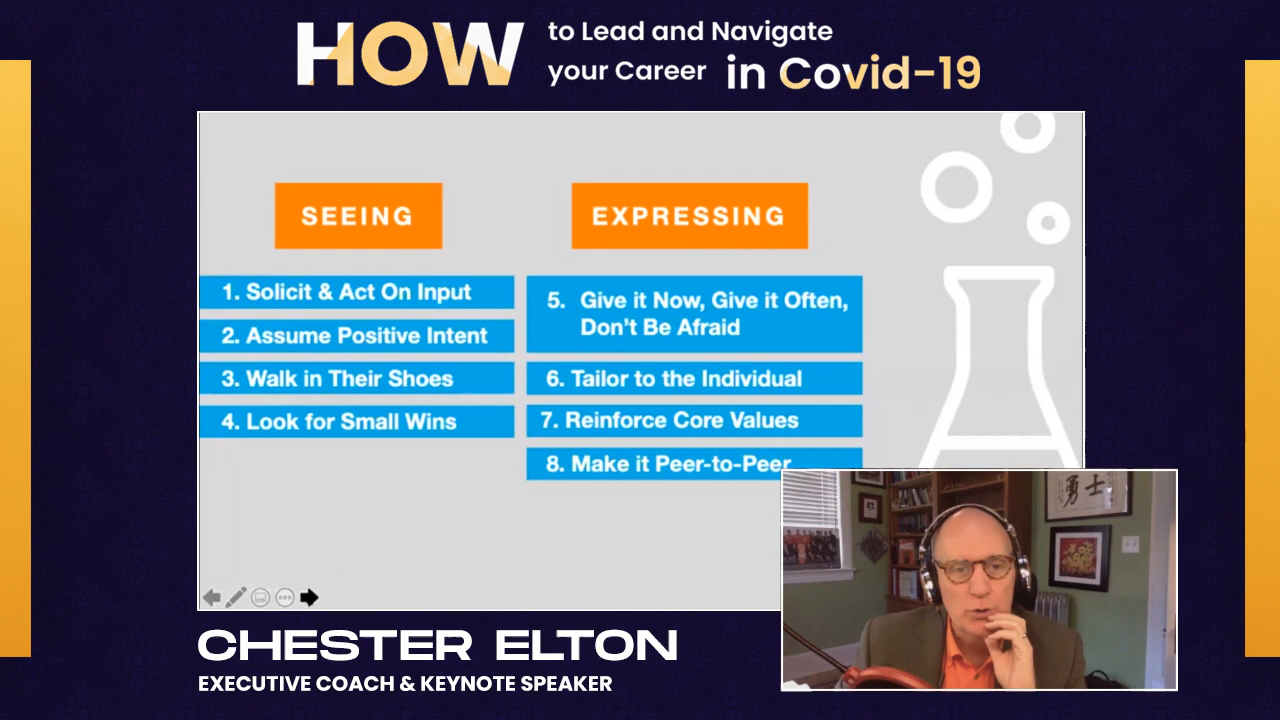 HOW to Lead and Navigate
your Career in Covid-19
SEEING
EXPRESSING
1. Solicit & Act On Input
2. Assume Positive Intent
3. Walk in Their Shoes
4. Look for Small Wins
5. Give it Now, Give it Often,
Don't Be Afraid
6. Tailor to the Individual
7. Reinforce Core Values
8. Make it Peer-to-Peer
勇士
CHESTER ELTON
EXECUTIVE COACH & KEYNOTE SPEAKER